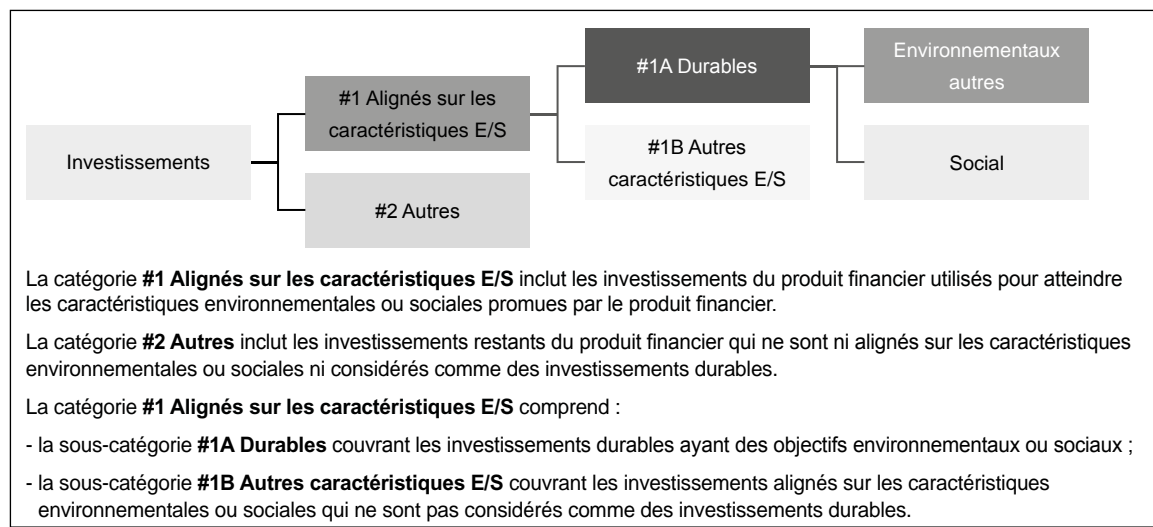 Investissements
#1 Alignés sur les
caractéristiques E/S
#2 Autres
#1A Durables
#1B Autres
caractéristiques E/S
Environnementaux
autres
Social
La catégorie #1 Alignés sur les caractéristiques E/S inclut les investissements du produit financier utilisés pour atteindre
les caractéristiques environnementales ou sociales promues par le produit financier.
La catégorie #2 Autres inclut les investissements restants du produit financier qui ne sont ni alignés sur les caractéristiques
environnementales ou sociales ni considérés comme des investissements durables.
La catégorie #1 Alignés sur les caractéristiques E/S comprend :
- la sous-catégorie #1A Durables couvrant les investissements durables ayant des objectifs environnementaux ou sociaux ;
- la sous-catégorie #1B Autres caractéristiques E/S couvrant les investissements alignés sur les caractéristiques
environnementales ou sociales qui ne sont pas considérés comme des investissements durables.